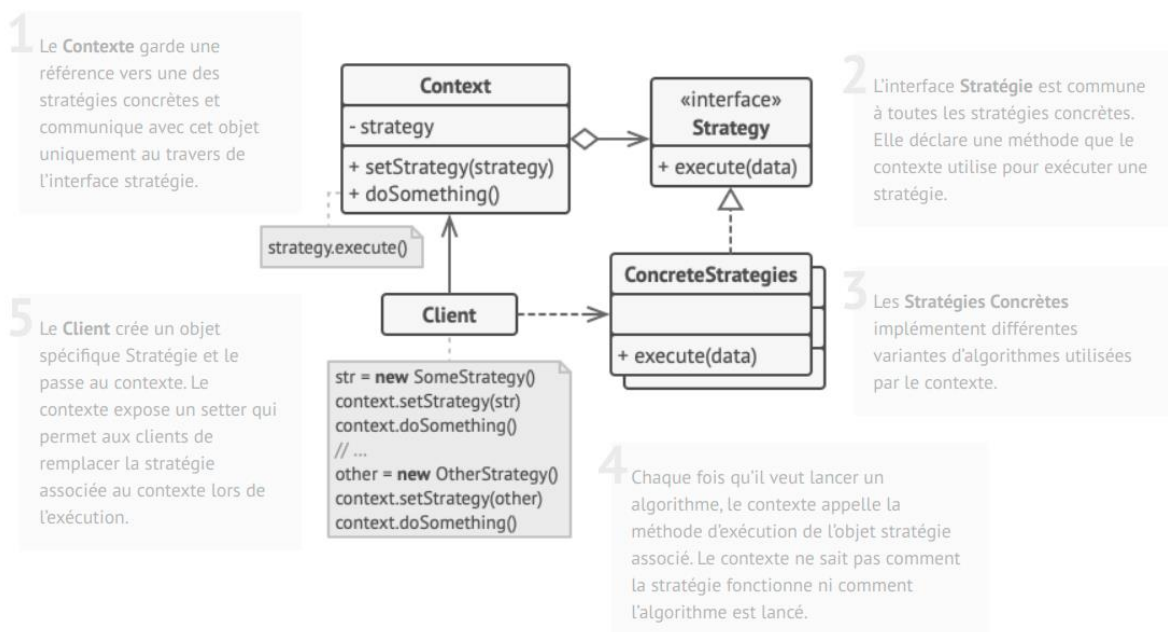 1
Le Contexte garde une
référence vers une des
stratégies concrètes et
communique avec cet objet
uniquement au travers de
l'interface stratégie.
Context
- strategy
+ setStrategy(strategy)
+ doSomething()
strategy.execute()
«interface»
Strategy
+ execute(data)
2
L'interface Stratégie est commune
à toutes les stratégies concrètes.
Elle déclare une méthode que le
contexte utilise pour exécuter une
stratégie.
ConcreteStrategies
+ execute(data)
3
Les Stratégies Concrètes
implémentent différentes
variantes d'algorithmes utilisées
par le contexte.
5
Le Client crée un objet
spécifique Stratégie et le
passe au contexte. Le
contexte expose un setter qui
permet aux clients de
remplacer la stratégie
associée au contexte lors de
l'exécution.
Client
str = new SomeStrategy()
context.setStrategy(str)
context.doSomething()
// ...
other = new OtherStrategy()
context.setStrategy(other)
context.doSomething()
4
Chaque fois qu'il veut lancer un
algorithme, le contexte appelle la
méthode d'exécution de l'objet stratégie
associé. Le contexte ne sait pas comment
la stratégie fonctionne ni comment
l'algorithme est lancé.